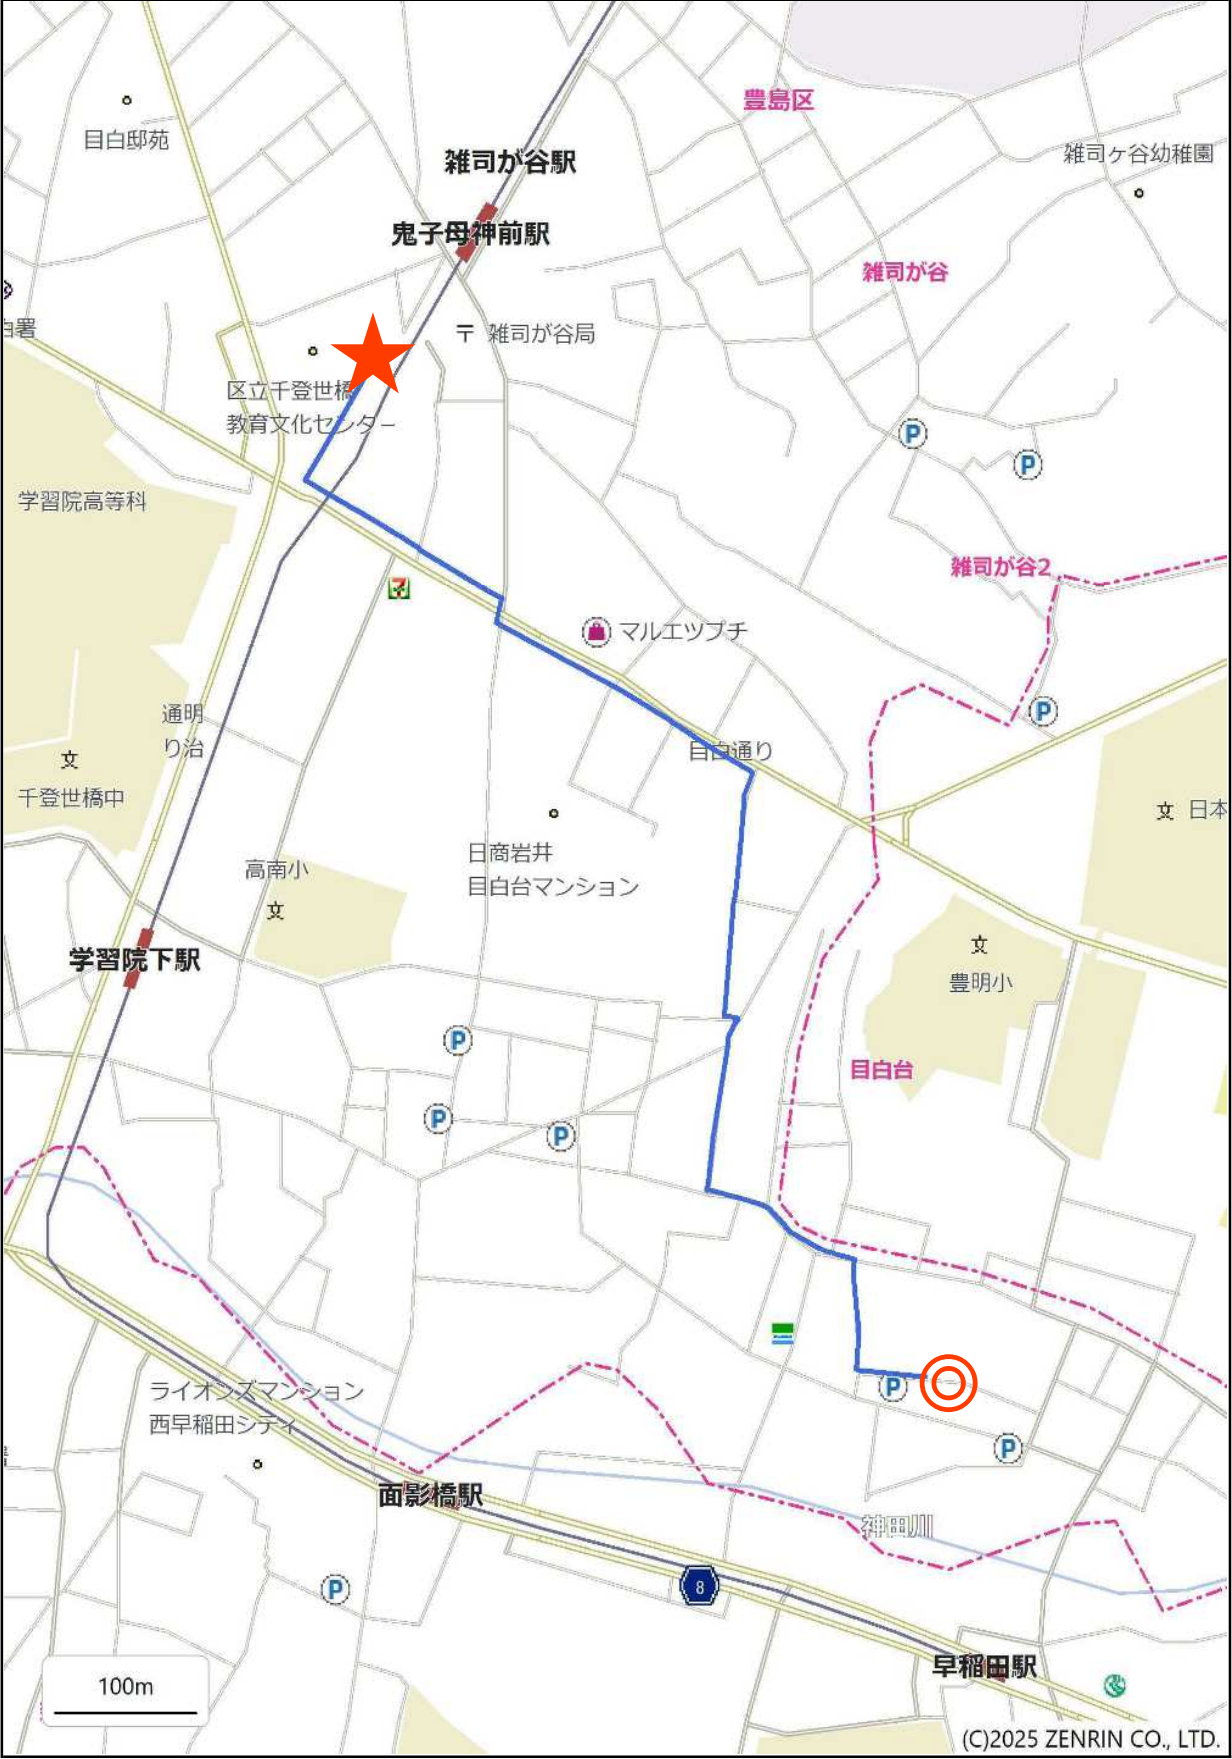 豊島区
目白邸苑
雑司が谷駅
雑司ケ谷幼稚園
鬼子母神前駅
雑司が谷
白署
〒 雑司が谷局
区立千登世橋
教育文化センター
P
P
学習院高等科
雑司が谷2
7
マルエツプチ
P
通明
り治
目白通り
文
千登世橋中
文 日本
日商岩井
目白台マンション
高南小
文
文
豊明小
学習院下駅
P
目白台
P
P
P
ライオンズマンション
西早稲田シティ
P
面影橋駅
神田川
P
8
早稲田駅
100m
(C)2025 ZENRIN CO., LTD.